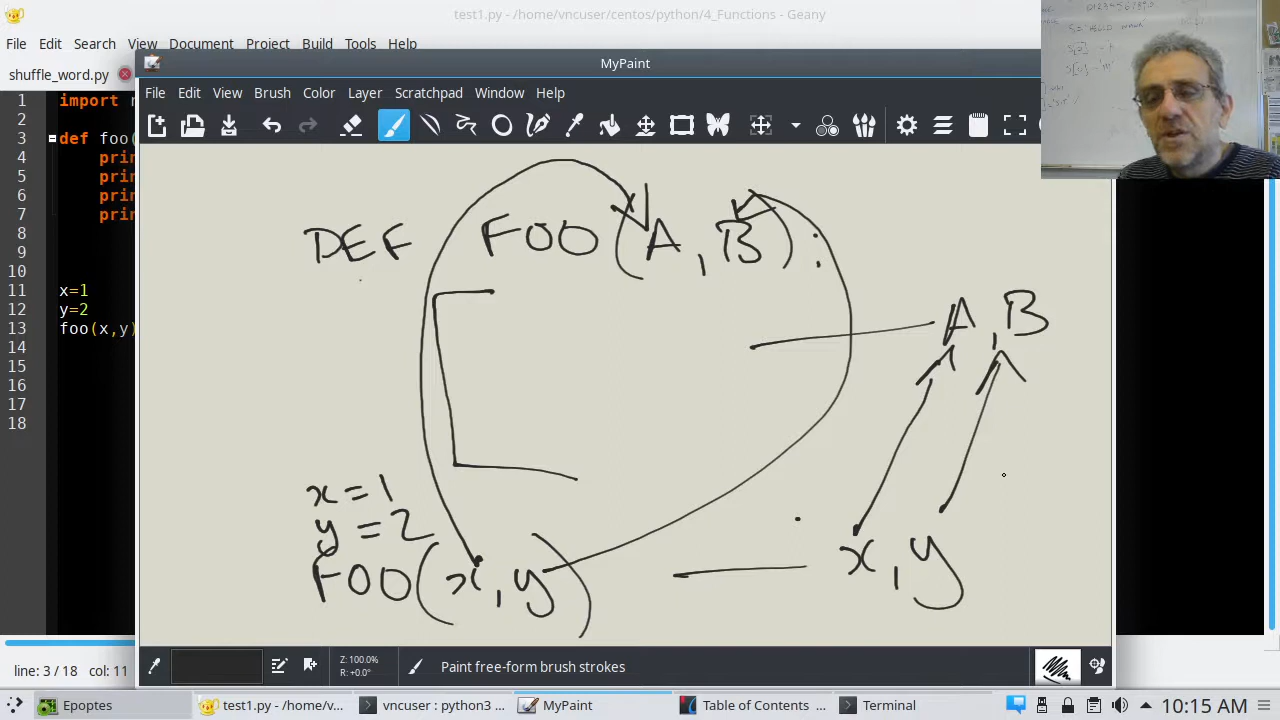 test1.py - /home/vncuser/centos/python/4_Functions - Geany
File Edit Search View Document Project Build Tools Help
shuffle_word.py
1 import r
2
3 def foo(
4 prin
5 prin
6 prin
7 prin
8
9
10
11 x=1
12 y=2
13 foo(x,y)
14
15
16
17
18
line: 3 / 18 col: 11
MyPaint
File Edit View Brush Color Layer Scratchpad Window Help
DEF FOO(A,B):
A,B
x=1
y=2
FOO(x,y)
x,y
Z: 100.0%
R: +0.0°
Paint free-form brush strokes
Epoptes
test1.py - /home/v...
vncuser : python3 ...
MyPaint
Table of Contents ...
Terminal
10:15 AM